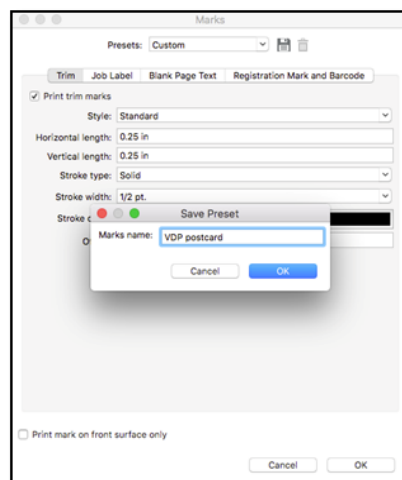 Marks
Presets: Custom
Trim Job Label Blank Page Text Registration Mark and Barcode
Print trim marks
Style: Standard
Horizontal length: 0.25 in
Vertical length: 0.25 in
Stroke type: Solid
Stroke width: 1/2 pt.
Save Preset
Stroke
Marks name: VDP postcard
Cancel OK
Print mark on front surface only
Cancel OK